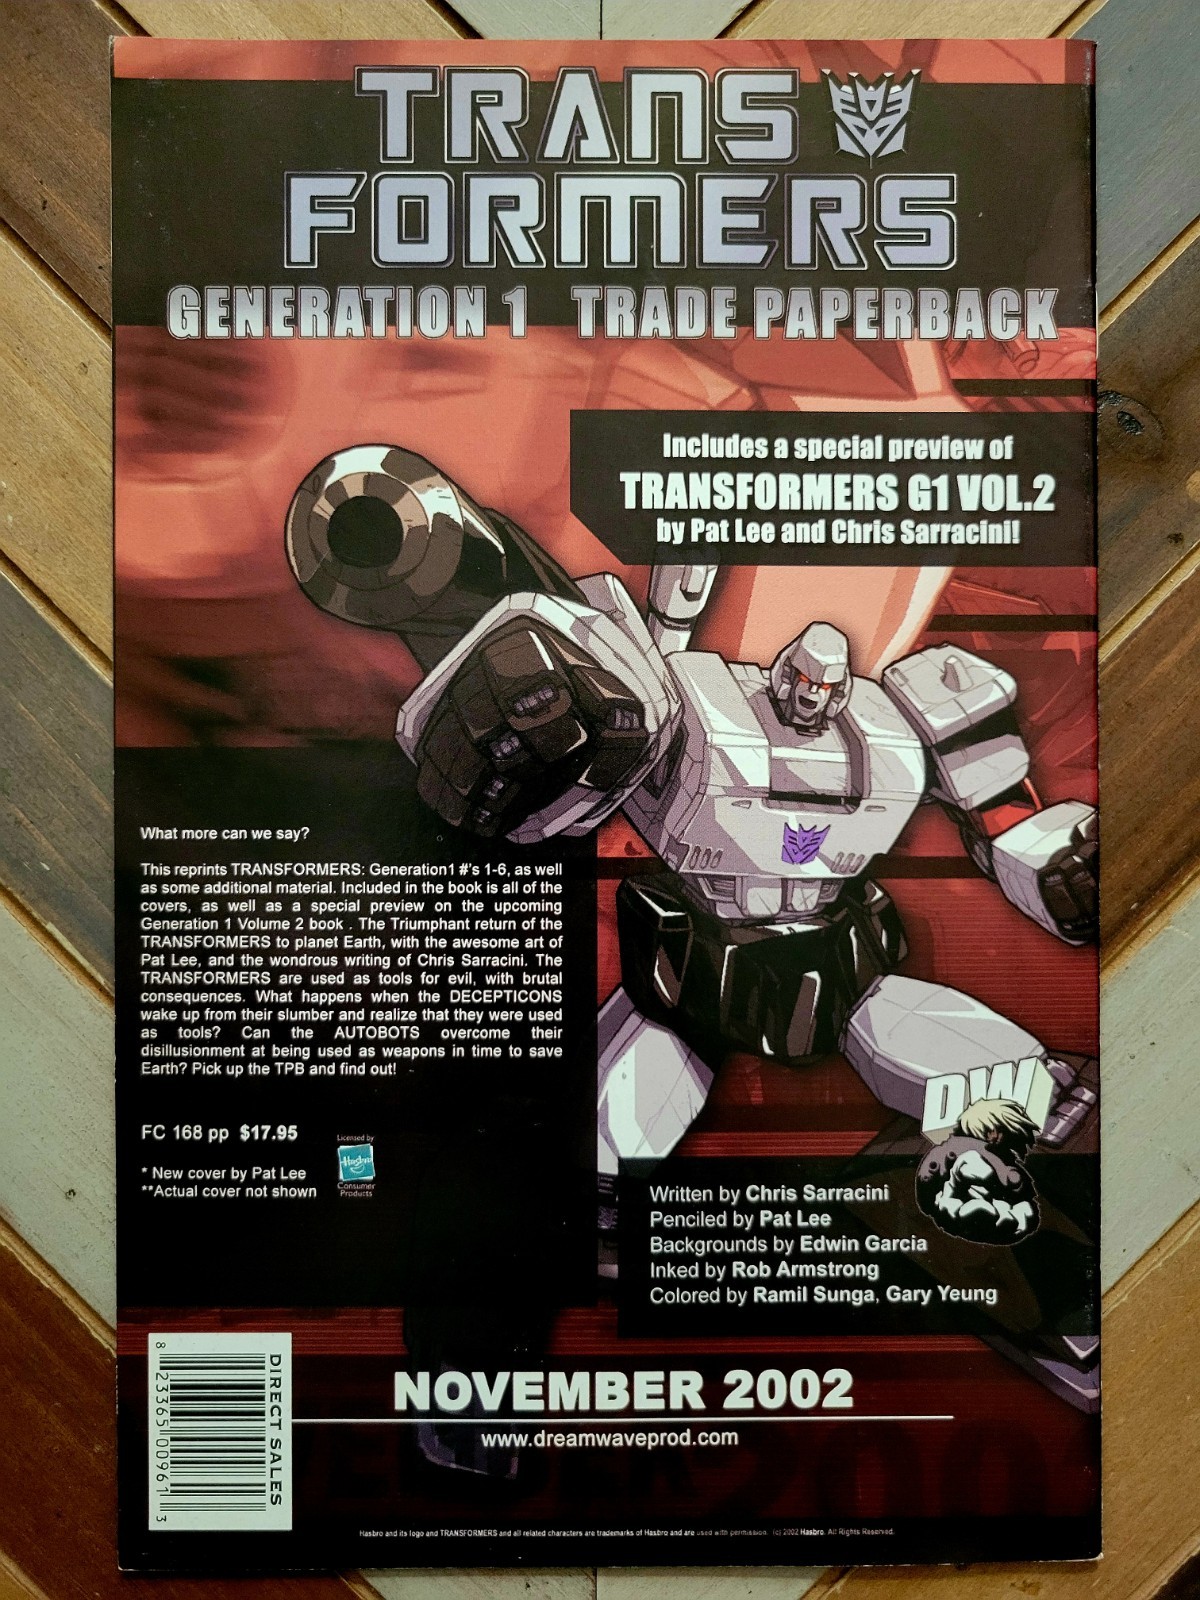 TRANS
FORMERS
GENERATION 1 TRADE PAPERBACK
Includes a special preview of
TRANSFORMERS G1 VOL.2
by Pat Lee and Chris Sarracini!
What more can we say?
This reprints TRANSFORMERS: Generation1 #'s 1-6, as well
as some additional material. Included in the book is all of the
covers, as well as a special preview on the upcoming
Generation 1 Volume 2 book . The Triumphant return of the
TRANSFORMERS to planet Earth, with the awesome art of
Pat Lee, and the wondrous writing of Chris Sarracini. The
TRANSFORMERS are used as tools for evil, with brutal
consequences. What happens when the DECEPTICONS
wake up from their slumber and realize that they were used
as tools? Can the AUTOBOTS overcome their
disillusionment at being used as weapons in time to save
Earth? Pick up the TPB and find out!
FC 168 pp $17.95
* New cover by Pat Lee
**Actual cover not shown
Licensed by
Hasbro
Consumer
Products
DW
Written by Chris Sarracini
Penciled by Pat Lee
Backgrounds by Edwin Garcia
Inked by Rob Armstrong
Colored by Ramil Sunga, Gary Yeung
DIRECT SALES
8 23365 00961 3
NOVEMBER 2002
www.dreamwaveprod.com
Hasbro and its logo and TRANSFORMERS and all related characters are trademarks of Hasbro and are used with permission. (c) 2002 Hasbro. All Rights Reserved.